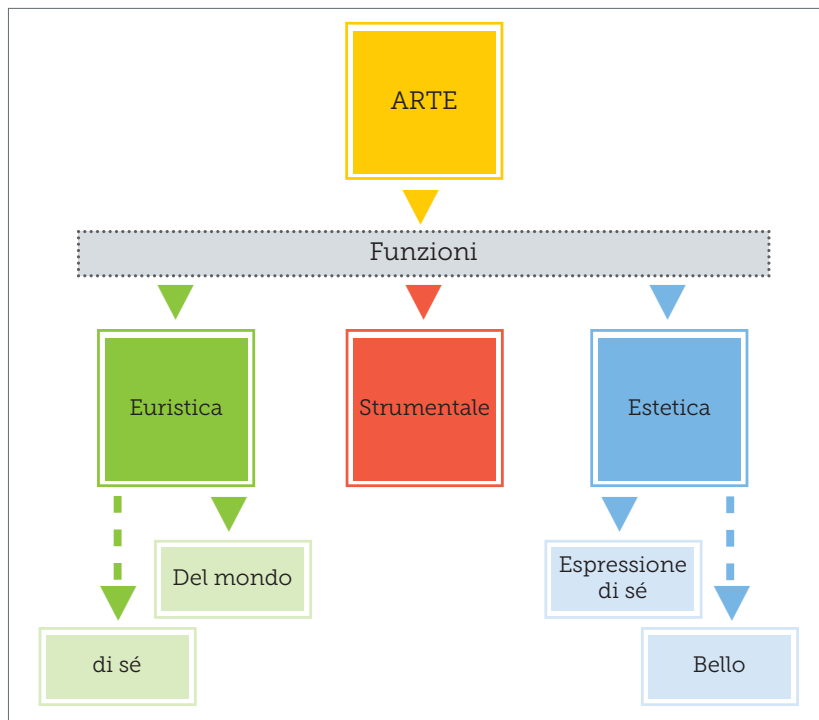 ARTE
Funzioni
Euristica
Strumentale
Estetica
Del mondo
Espressione
di sé
di sé
Bello